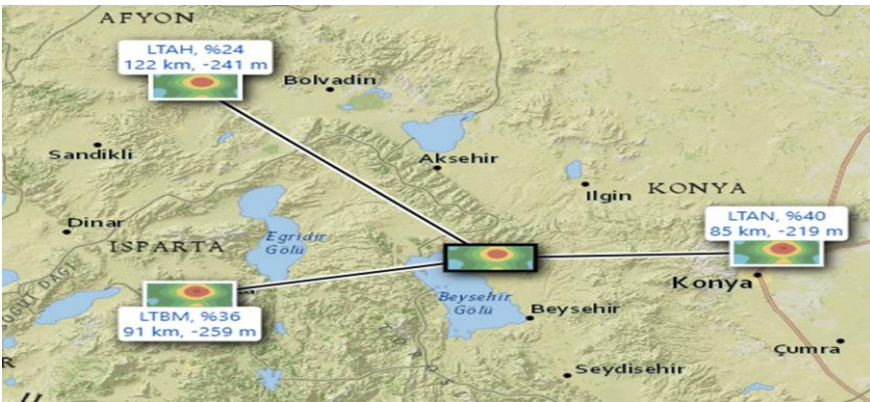 AFYON
LTAH, %24
122 km, -241 m
Bolvadin
Sandikli
Aksehir
Ilgin
KONYA
Dinar
ISPARTA
Egridir
Gölü
LTAN, %40
85 km, -219 m
Konya
LTBM, %36
91 km, -259 m
Beysehir
Gölü
Beysehir
Çumra
Seydisehir